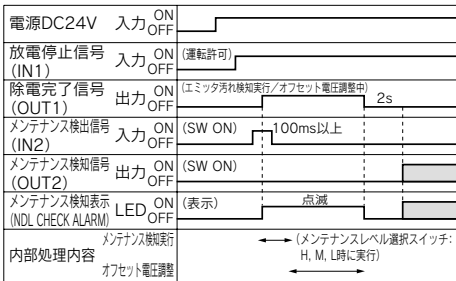 電源DC24V 入力 ON OFF
放電停止信号 (IN1) 入力 ON OFF (運転許可)
除電完了信号 (OUT1) 出力 ON OFF (エミッタ汚れ検知実行/オフセット電圧調整中) 2s
メンテナンス検出信号 (IN2) 入力 ON OFF (SW ON) 100ms以上
メンテナンス検知信号 (OUT2) 出力 ON OFF (SW ON)
メンテナンス検知表示 (NDL CHECK ALARM) LED ON OFF (表示) 点滅
内部処理内容 メンテナンス検知実行 (メンテナンスレベル選択スイッチ: H, M, L時に実行)
オフセット電圧調整